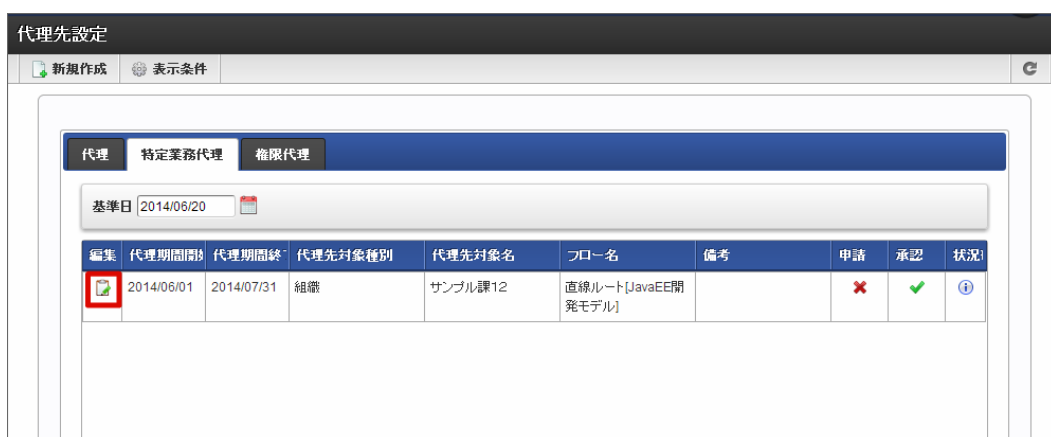 代理先設定
新規作成 表示条件
代理 特定業務代理 権限代理
基準日 2014/06/20
編集 代理期間開始 代理期間終了 代理先対象種別 代理先対象名 フロー名 備考 申請 承認 状況
2014/06/01 2014/07/31 組織 サンプル課12 直線ルート[JavaEE開
発モデル]